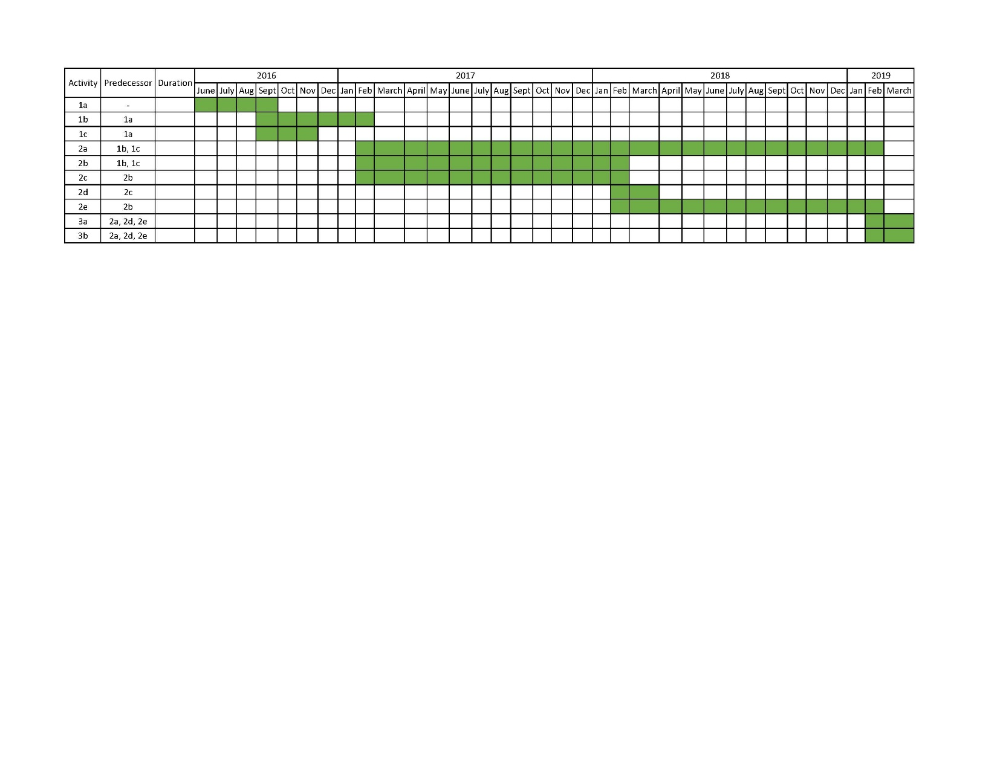 Activity Predecessor Duration 2016 2017 2018 2019
June July Aug Sept Oct Nov Dec Jan Feb March April May June July Aug Sept Oct Nov Dec Jan Feb March April May June July Aug Sept Oct Nov Dec Jan Feb March
1a -
1b 1a
1c 1a
2a 1b, 1c
2b 1b, 1c
2c 2b
2d 2c
2e 2b
3a 2a, 2d, 2e
3b 2a, 2d, 2e